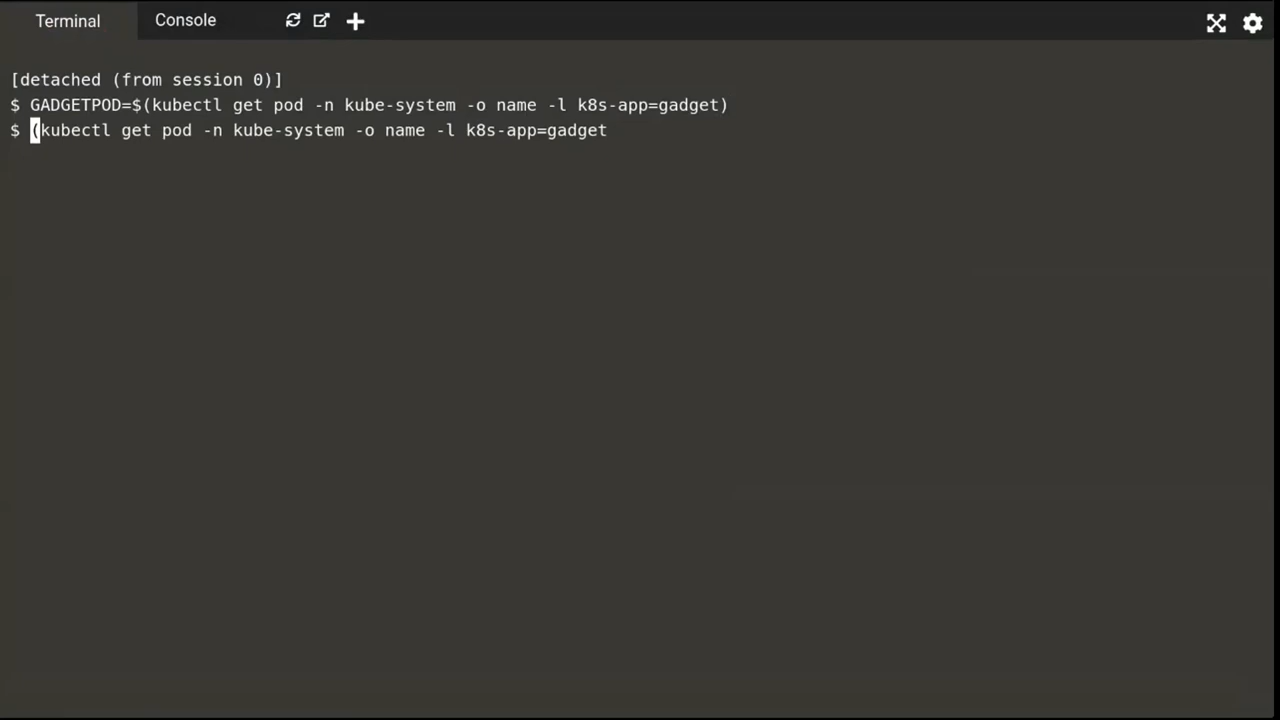 Terminal Console
[detached (from session 0)]
$ GADGETPOD=$(kubectl get pod -n kube-system -o name -l k8s-app=gadget)
$ (kubectl get pod -n kube-system -o name -l k8s-app=gadget